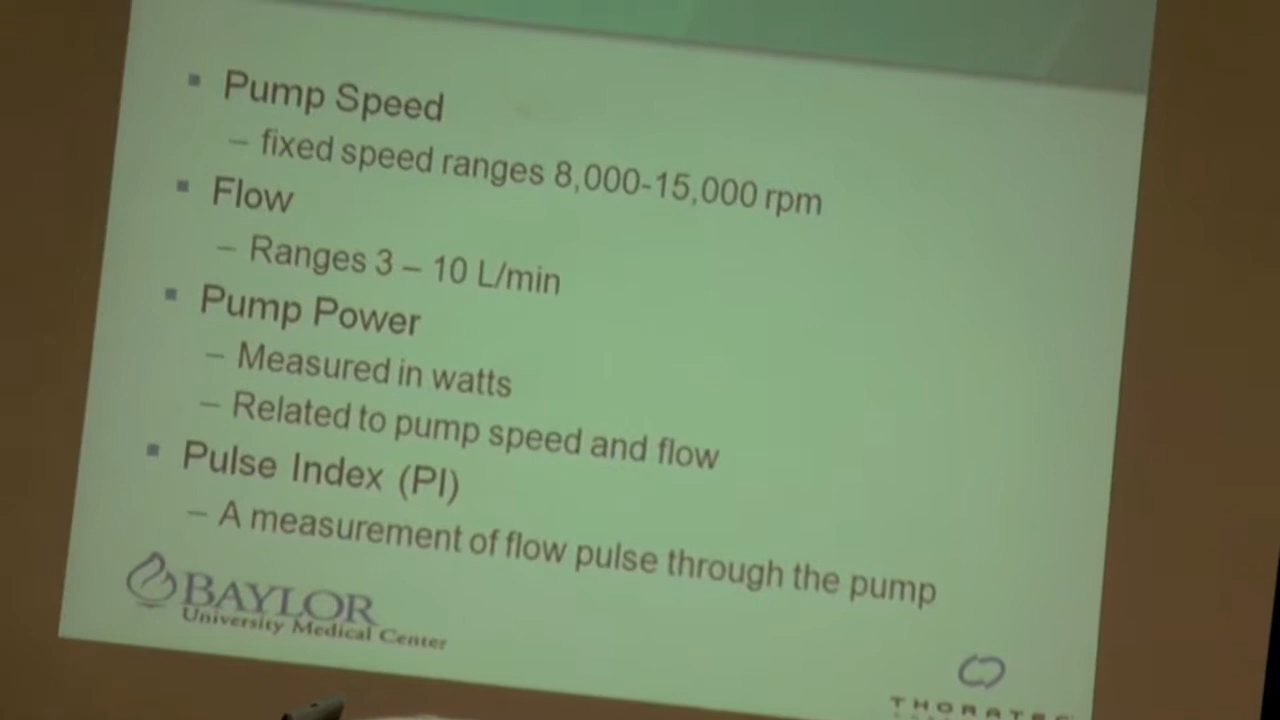 ▪ Pump Speed
– fixed speed ranges 8,000-15,000 rpm
▪ Flow
– Ranges 3 – 10 L/min
▪ Pump Power
– Measured in watts
– Related to pump speed and flow
▪ Pulse Index (PI)
– A measurement of flow pulse through the pump
BAYLOR
University Medical Center
THORATEC